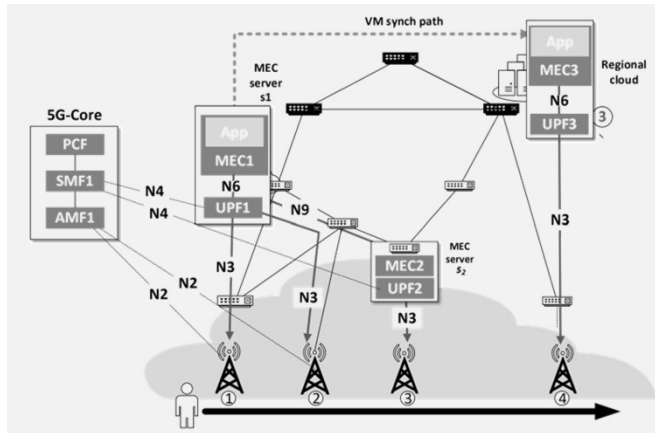 VM synch path
App
MEC3
N6
UPF3
Regional
cloud
3
MEC
server
s1
App
MEC1
N6
UPF1
5G-Core
PCF
SMF1
AMF1
N4
N4
N9
MEC2
UPF2
MEC
server
s2
N3
N2
N2
N3
N3
N3
1
2
3
4